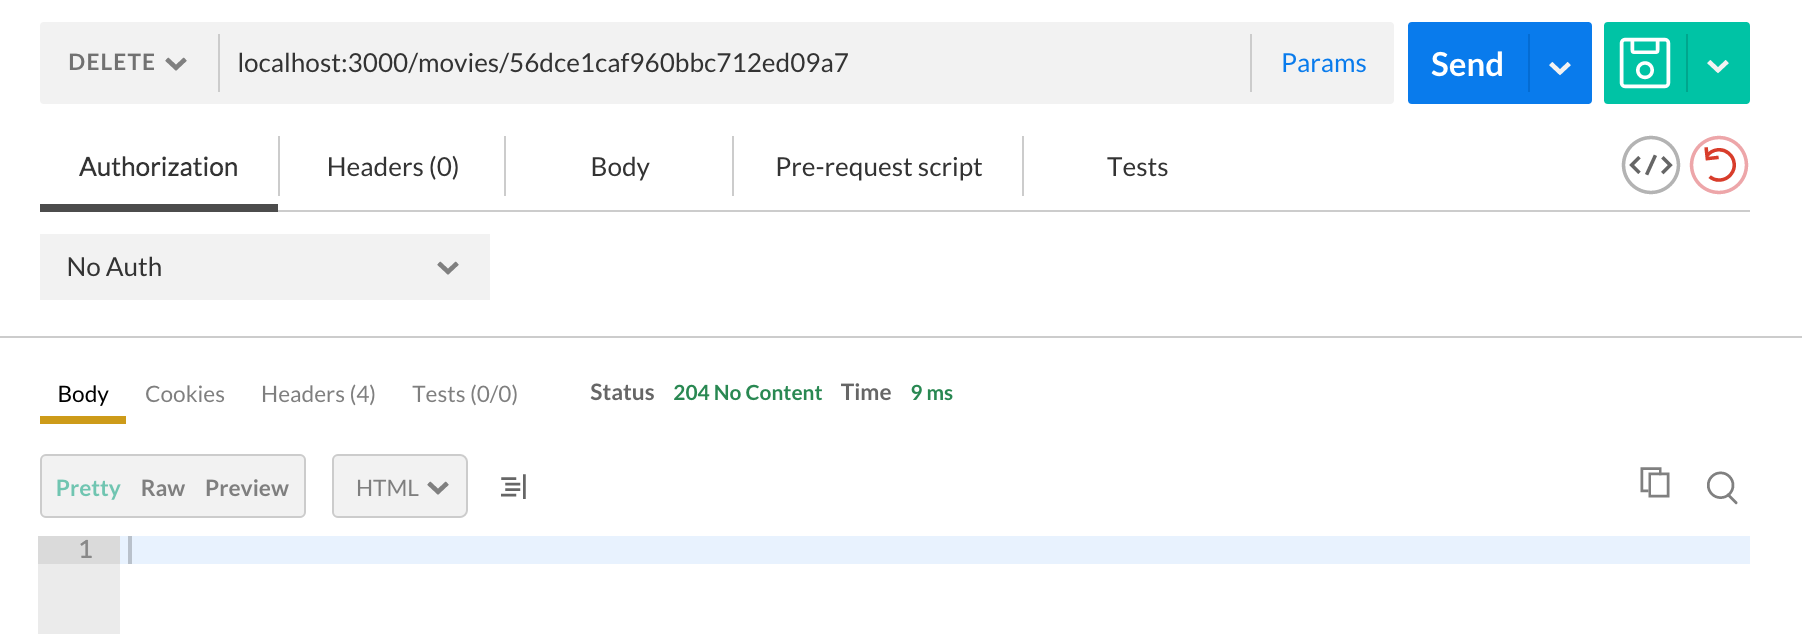 DELETE localhost:3000/movies/56dce1caf960bbc712ed09a7 Params Send
Authorization Headers (0) Body Pre-request script Tests
No Auth
Body Cookies Headers (4) Tests (0/0) Status 204 No Content Time 9 ms
Pretty Raw Preview HTML
1